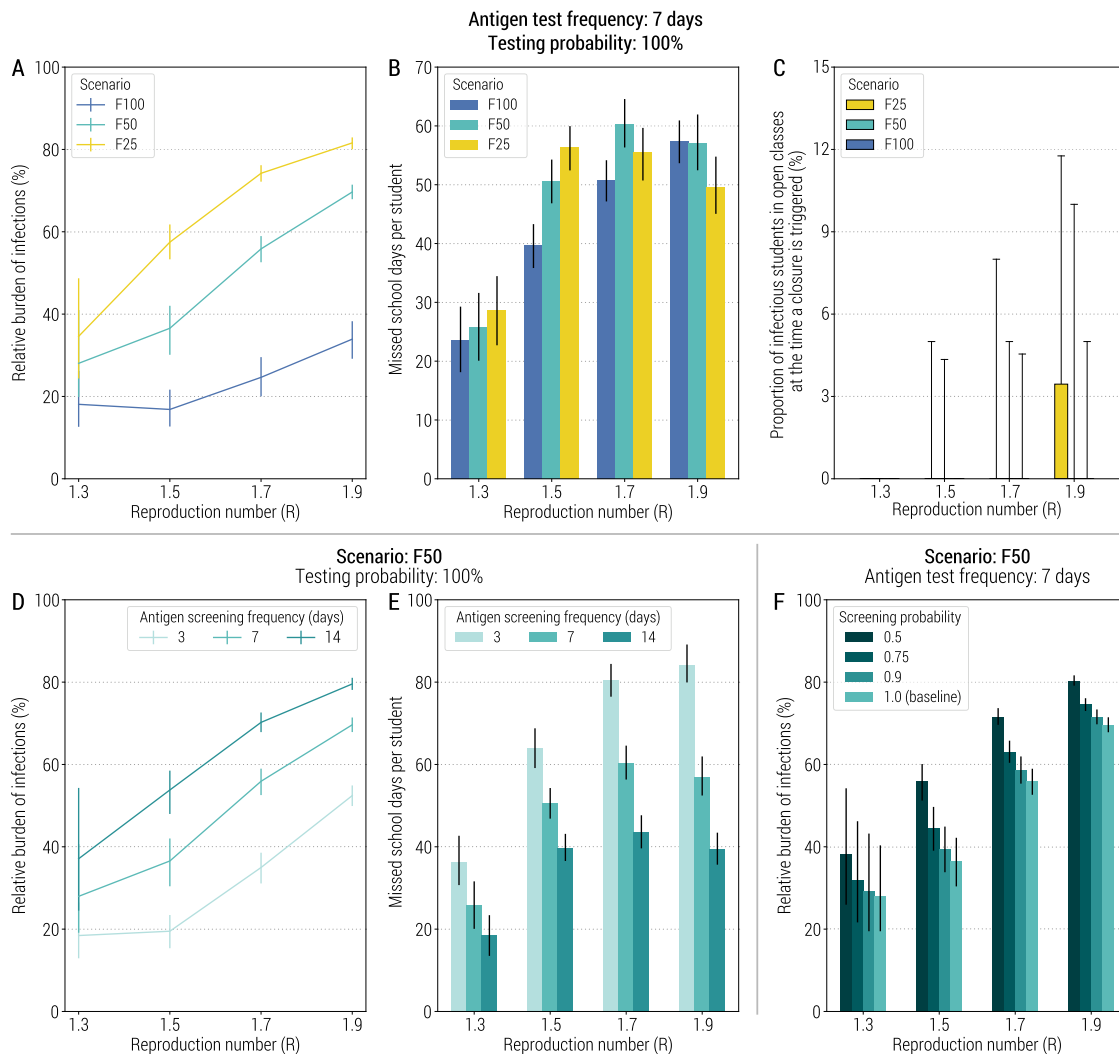 Antigen test frequency: 7 days
Testing probability: 100%
A
100
80
60
40
20
0
Relative burden of infections (%)
Scenario
F100
F50
F25
1.3
1.5
1.7
1.9
Reproduction number (R)
B
70
60
50
40
30
20
10
0
Missed school days per student
Scenario
F100
F50
F25
1.3
1.5
1.7
1.9
Reproduction number (R)
C
15
12
9
6
3
0
Proportion of infectious students in open classes
at the time a closure is triggered (%)
Scenario
F25
F50
F100
1.3
1.5
1.7
1.9
Reproduction number (R)
Scenario: F50
Testing probability: 100%
D
100
80
60
40
20
0
Relative burden of infections (%)
Antigen screening frequency (days)
3
7
14
1.3
1.5
1.7
1.9
Reproduction number (R)
E
100
80
60
40
20
0
Missed school days per student
Antigen screening frequency (days)
3
7
14
1.3
1.5
1.7
1.9
Reproduction number (R)
Scenario: F50
Antigen test frequency: 7 days
F
100
80
60
40
20
0
Relative burden of infections (%)
Screening probability
0.5
0.75
0.9
1.0 (baseline)
1.3
1.5
1.7
1.9
Reproduction number (R)